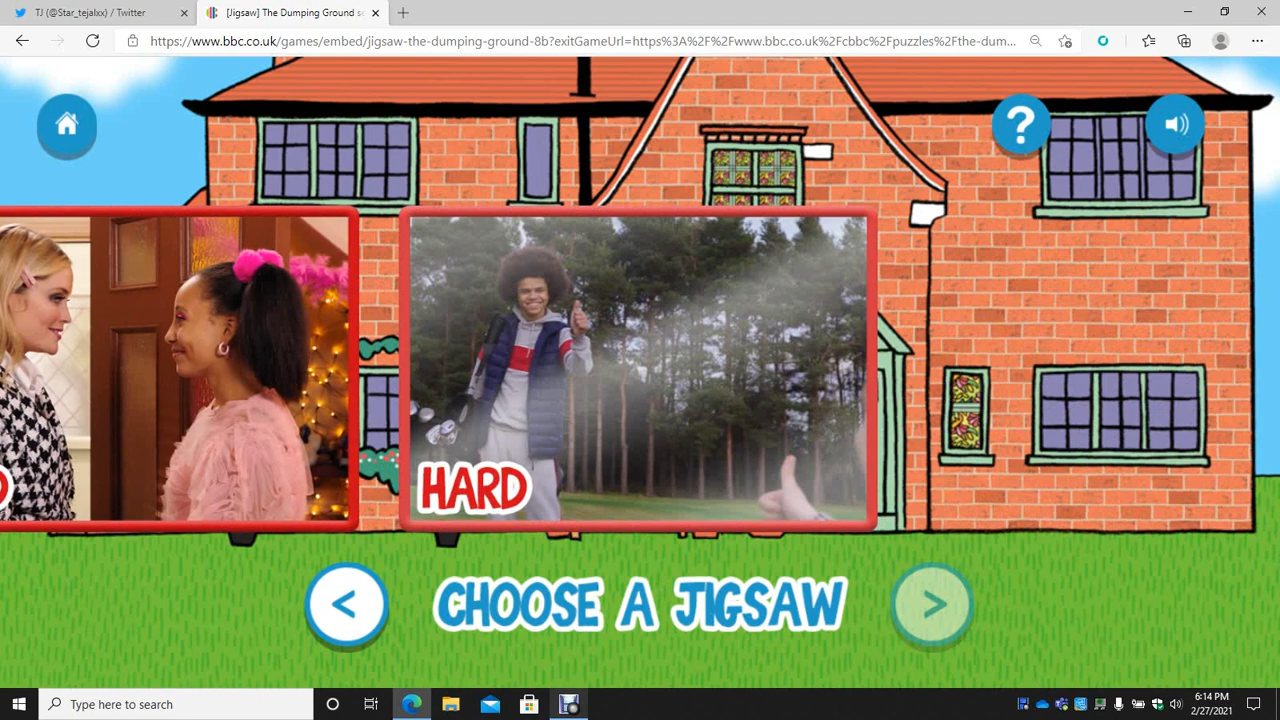 TJ (@Star_tejalxx) / Twitter
[Jigsaw] The Dumping Ground se
https://www.bbc.co.uk/games/embed/jigsaw-the-dumping-ground-8b?exitGameUrl=https%3A%2F%2Fwww.bbc.co.uk%2Fcbbc%2Fpuzzles%2Fthe-dum...
?
HARD
D
< CHOOSE A JIGSAW >
Type here to search
6:14 PM
2/27/2021